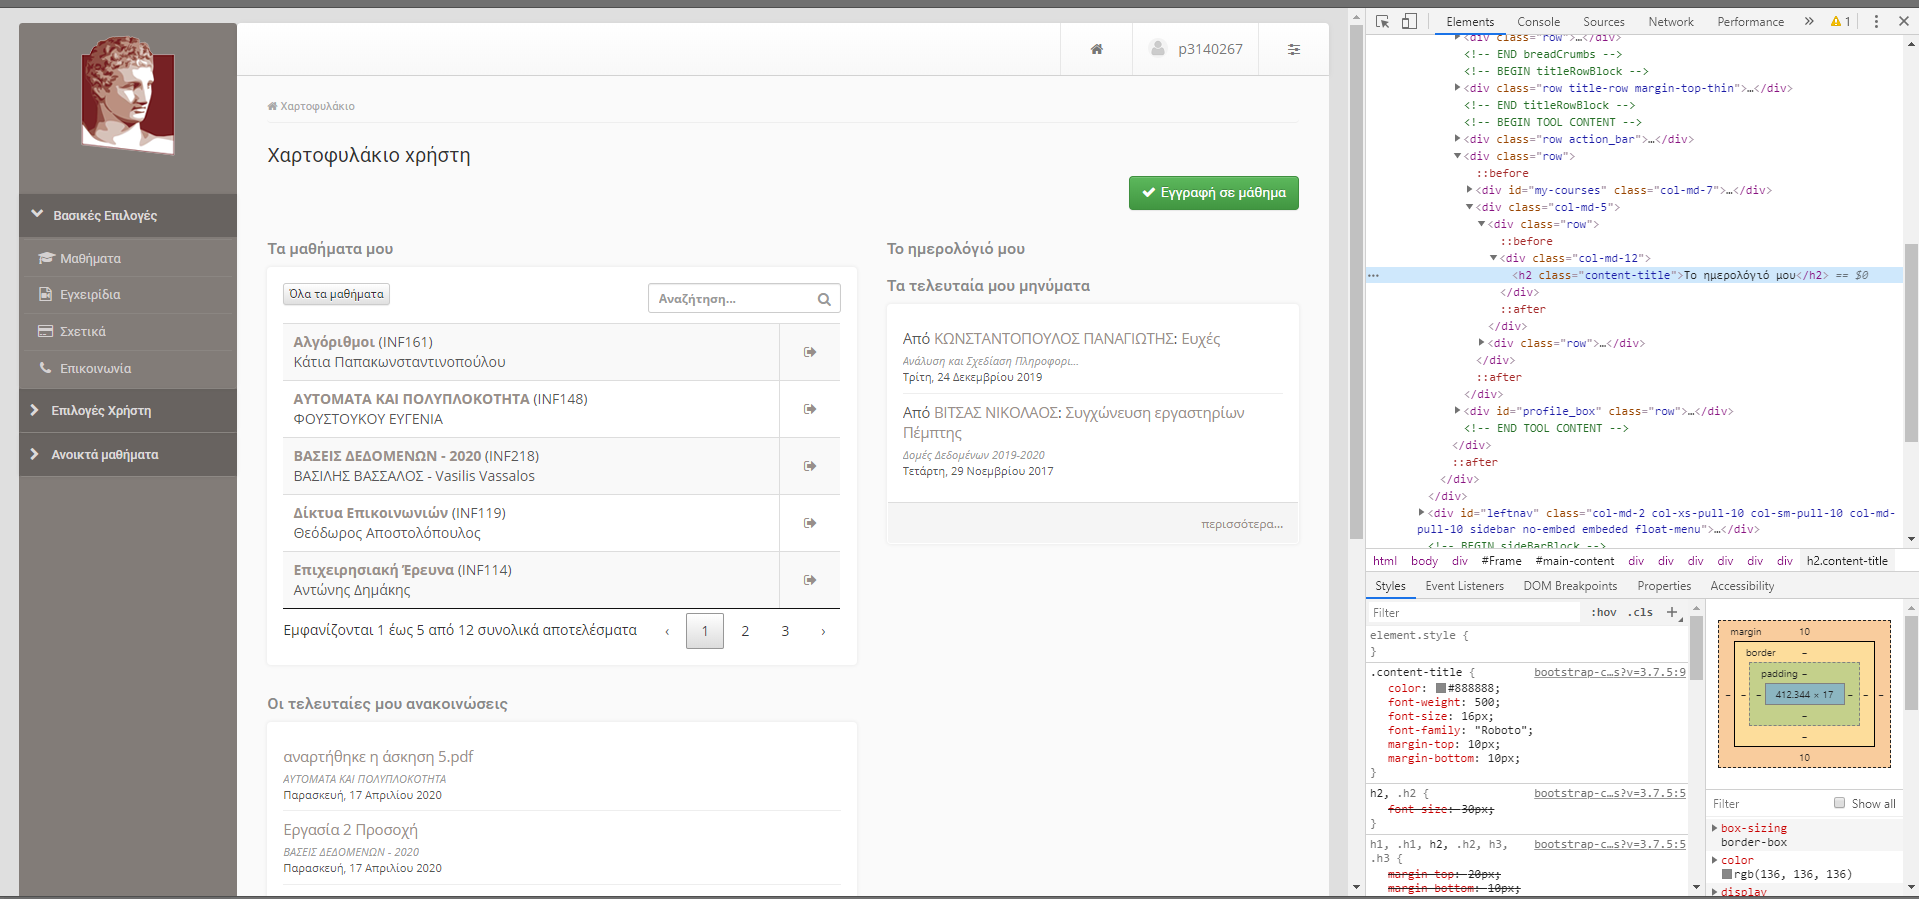 p3140267
Χαρτοφυλάκιο
Χαρτοφυλάκιο χρήστη
Εγγραφή σε μάθημα
Βασικές Επιλογές
Μαθήματα
Εγχειρίδια
Σχετικά
Επικοινωνία
Επιλογές Χρήστη
Ανοικτά μαθήματα
Τα μαθήματα μου
Όλα τα μαθήματα
Αναζήτηση...
Αλγόριθμοι (INF161)
Κάτια Παπακωνσταντινοπούλου
ΑΥΤΟΜΑΤΑ ΚΑΙ ΠΟΛΥΠΛΟΚΟΤΗΤΑ (INF148)
ΦΟΥΣΤΟΥΚΟΥ ΕΥΓΕΝΙΑ
ΒΑΣΕΙΣ ΔΕΔΟΜΕΝΩΝ - 2020 (INF218)
ΒΑΣΙΛΗΣ ΒΑΣΣΑΛΟΣ - Vasilis Vassalos
Δίκτυα Επικοινωνιών (INF119)
Θεόδωρος Αποστολόπουλος
Επιχειρησιακή Έρευνα (INF114)
Αντώνης Δημάκης
Εμφανίζονται 1 έως 5 από 12 συνολικά αποτελέσματα ‹ 1 2 3 ›
Οι τελευταίες μου ανακοινώσεις
αναρτήθηκε η άσκηση 5.pdf
ΑΥΤΟΜΑΤΑ ΚΑΙ ΠΟΛΥΠΛΟΚΟΤΗΤΑ
Παρασκευή, 17 Απριλίου 2020
Εργασία 2 Προσοχή
ΒΑΣΕΙΣ ΔΕΔΟΜΕΝΩΝ - 2020
Παρασκευή, 17 Απριλίου 2020
Το ημερολόγιό μου
Τα τελευταία μου μηνύματα
Από ΚΩΝΣΤΑΝΤΟΠΟΥΛΟΣ ΠΑΝΑΓΙΩΤΗΣ: Ευχές
Ανάλυση και Σχεδίαση Πληροφορι...
Τρίτη, 24 Δεκεμβρίου 2019
Από ΒΙΤΣΑΣ ΝΙΚΟΛΑΟΣ: Συγχώνευση εργαστηρίων
Πέμπτης
Δομές Δεδομένων 2019-2020
Τετάρτη, 29 Νοεμβρίου 2017
περισσότερα...
Elements Console Sources Network Performance » 1
<div class="row">…</div>
<!-- END breadCrumbs -->
<!-- BEGIN titleRowBlock -->
<div class="row title-row margin-top-thin">…</div>
<!-- END titleRowBlock -->
<!-- BEGIN TOOL CONTENT -->
<div class="row action_bar">…</div>
<div class="row">
::before
<div id="my-courses" class="col-md-7">…</div>
<div class="col-md-5">
<div class="row">
::before
<div class="col-md-12">
<h2 class="content-title">Το ημερολόγιό μου</h2> == $0
</div>
::after
</div>
<div class="row">…</div>
</div>
::after
</div>
<div id="profile_box" class="row">…</div>
<!-- END TOOL CONTENT -->
</div>
::after
</div>
</div>
<div id="leftnav" class="col-md-2 col-xs-pull-10 col-sm-pull-10 col-md-
pull-10 sidebar no-embed embeded float-menu">…</div>
<!-- BEGIN sideBarBlock -->
html body div #Frame #main-content div div div div div div h2.content-title
Styles Event Listeners DOM Breakpoints Properties Accessibility
Filter :hov .cls +
element.style {
}
.content-title { bootstrap-c…s?v=3.7.5:9
color: #888888;
font-weight: 500;
font-size: 16px;
font-family: "Roboto";
margin-top: 10px;
margin-bottom: 10px;
}
h2, .h2 { bootstrap-c…s?v=3.7.5:5
font-size: 30px;
}
h1, .h1, h2, .h2, h3, bootstrap-c…s?v=3.7.5:5
.h3 {
margin-top: 20px;
margin-bottom: 10px;
margin 10
border –
padding –
– – – 412.344 × 17 – – –
–
–
10
Filter Show all
box-sizing
border-box
color
rgb(136, 136, 136)
display